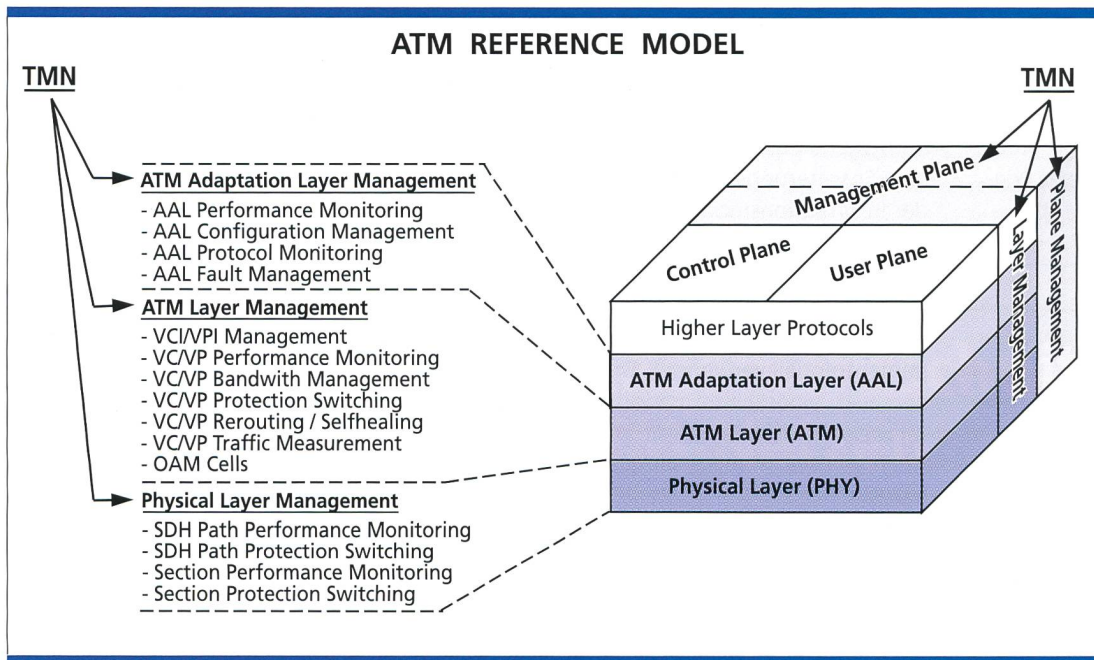 ATM REFERENCE MODEL
TMN
TMN
ATM Adaptation Layer Management
- AAL Performance Monitoring
- AAL Configuration Management
- AAL Protocol Monitoring
- AAL Fault Management
ATM Layer Management
- VCI/VPI Management
- VC/VP Performance Monitoring
- VC/VP Bandwith Management
- VC/VP Protection Switching
- VC/VP Rerouting / Selfhealing
- VC/VP Traffic Measurement
- OAM Cells
Physical Layer Management
- SDH Path Performance Monitoring
- SDH Path Protection Switching
- Section Performance Monitoring
- Section Protection Switching
Management Plane
Control Plane
User Plane
Layer Management
Plane Management
Higher Layer Protocols
ATM Adaptation Layer (AAL)
ATM Layer (ATM)
Physical Layer (PHY)